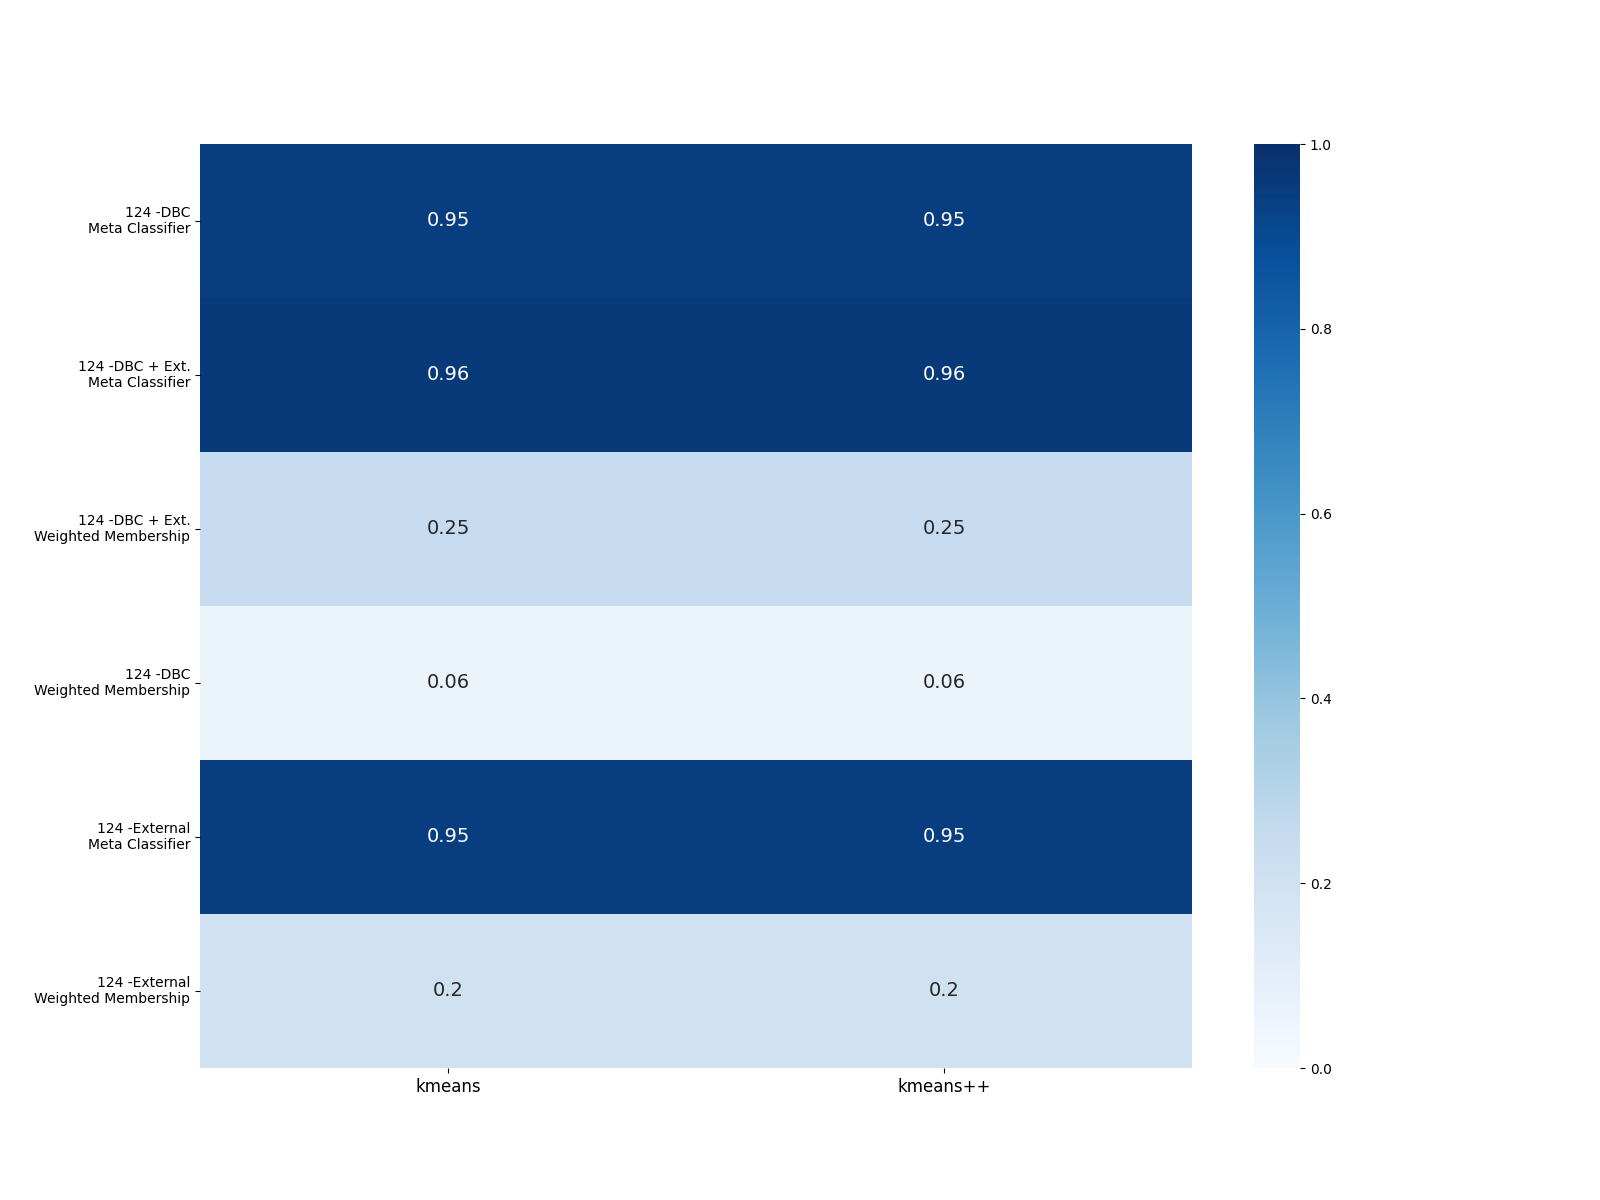 124 -DBC
Meta Classifier
0.95 0.95
124 -DBC + Ext.
Meta Classifier
0.96 0.96
124 -DBC + Ext.
Weighted Membership
0.25 0.25
124 -DBC
Weighted Membership
0.06 0.06
124 -External
Meta Classifier
0.95 0.95
124 -External
Weighted Membership
0.2 0.2
kmeans kmeans++
1.0
0.8
0.6
0.4
0.2
0.0